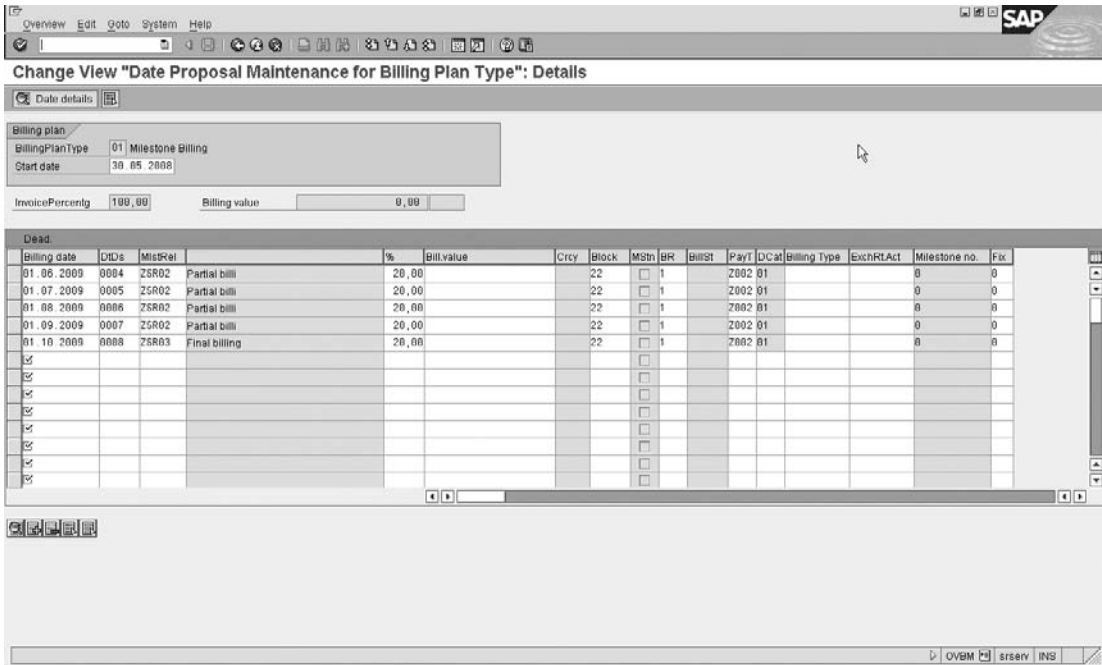 Overview Edit Goto System Help
SAP
Change View "Date Proposal Maintenance for Billing Plan Type": Details
Date details
Billing plan
BillingPlanType 01 Milestone Billing
Start date 30.05.2008
InvoicePercentg 100,00 Billing value 0,00
Dead.
Billing date DtDs MlstRel % Bill.value Crcy Block MStn BR BillSt PayT DCat Billing Type ExchRt.Act Milestone no. Fix
01.06.2009 0004 ZSR02 Partial billi 20,00 22 1 Z002 01 0 0
01.07.2009 0005 ZSR02 Partial billi 20,00 22 1 Z002 01 0 0
01.08.2009 0006 ZSR02 Partial billi 20,00 22 1 Z002 01 0 0
01.09.2009 0007 ZSR02 Partial billi 20,00 22 1 Z002 01 0 0
01.10.2009 0008 ZSR03 Final billing 20,00 22 1 Z002 01 0 0
OVBM srserv INS